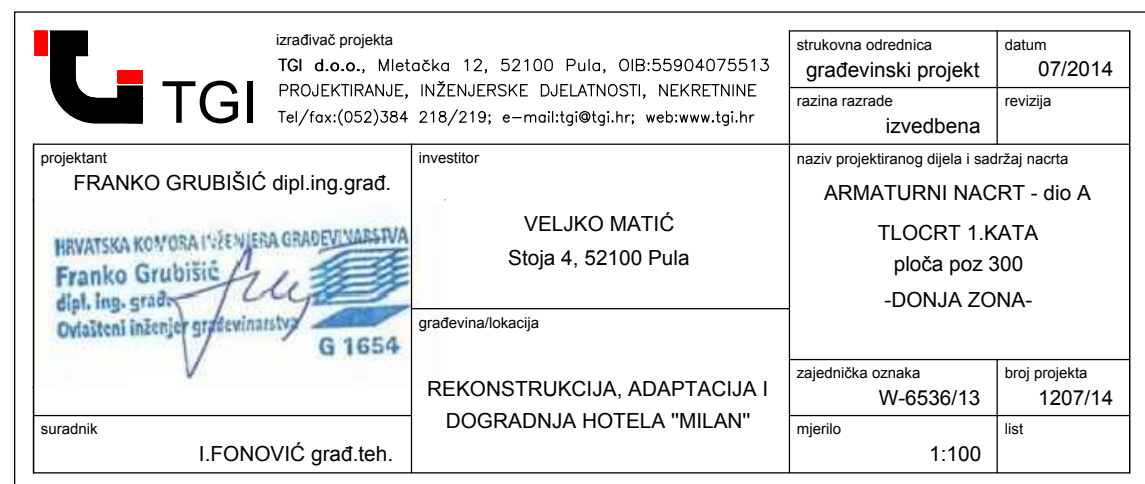 TGI
izrađivač projekta
TGI d.o.o., Mletačka 12, 52100 Pula, OIB:55904075513
PROJEKTIRANJE, INŽENJERSKE DJELATNOSTI, NEKRETNINE
Tel/fax:(052)384 218/219; e-mail:tgi@tgi.hr; web:www.tgi.hr
strukovna odrednica
građevinski projekt
datum
07/2014
razina razrade
izvedbena
revizija
projektant
FRANKO GRUBIŠIĆ dipl.ing.građ.
HRVATSKA KOMORA INŽENJERA GRAĐEVINARSTVA
Franko Grubišić
dipl. ing. građ.
Ovlašteni inženjer građevinarstva
G 1654
suradnik
I.FONOVIĆ građ.teh.
investitor
VELJKO MATIĆ
Stoja 4, 52100 Pula
građevina/lokacija
REKONSTRUKCIJA, ADAPTACIJA I
DOGRADNJA HOTELA "MILAN"
naziv projektiranog dijela i sadržaj nacrta
ARMATURNI NACRT - dio A
TLOCRT 1.KATA
ploča poz 300
-DONJA ZONA-
zajednička oznaka
W-6536/13
broj projekta
1207/14
mjerilo
1:100
list